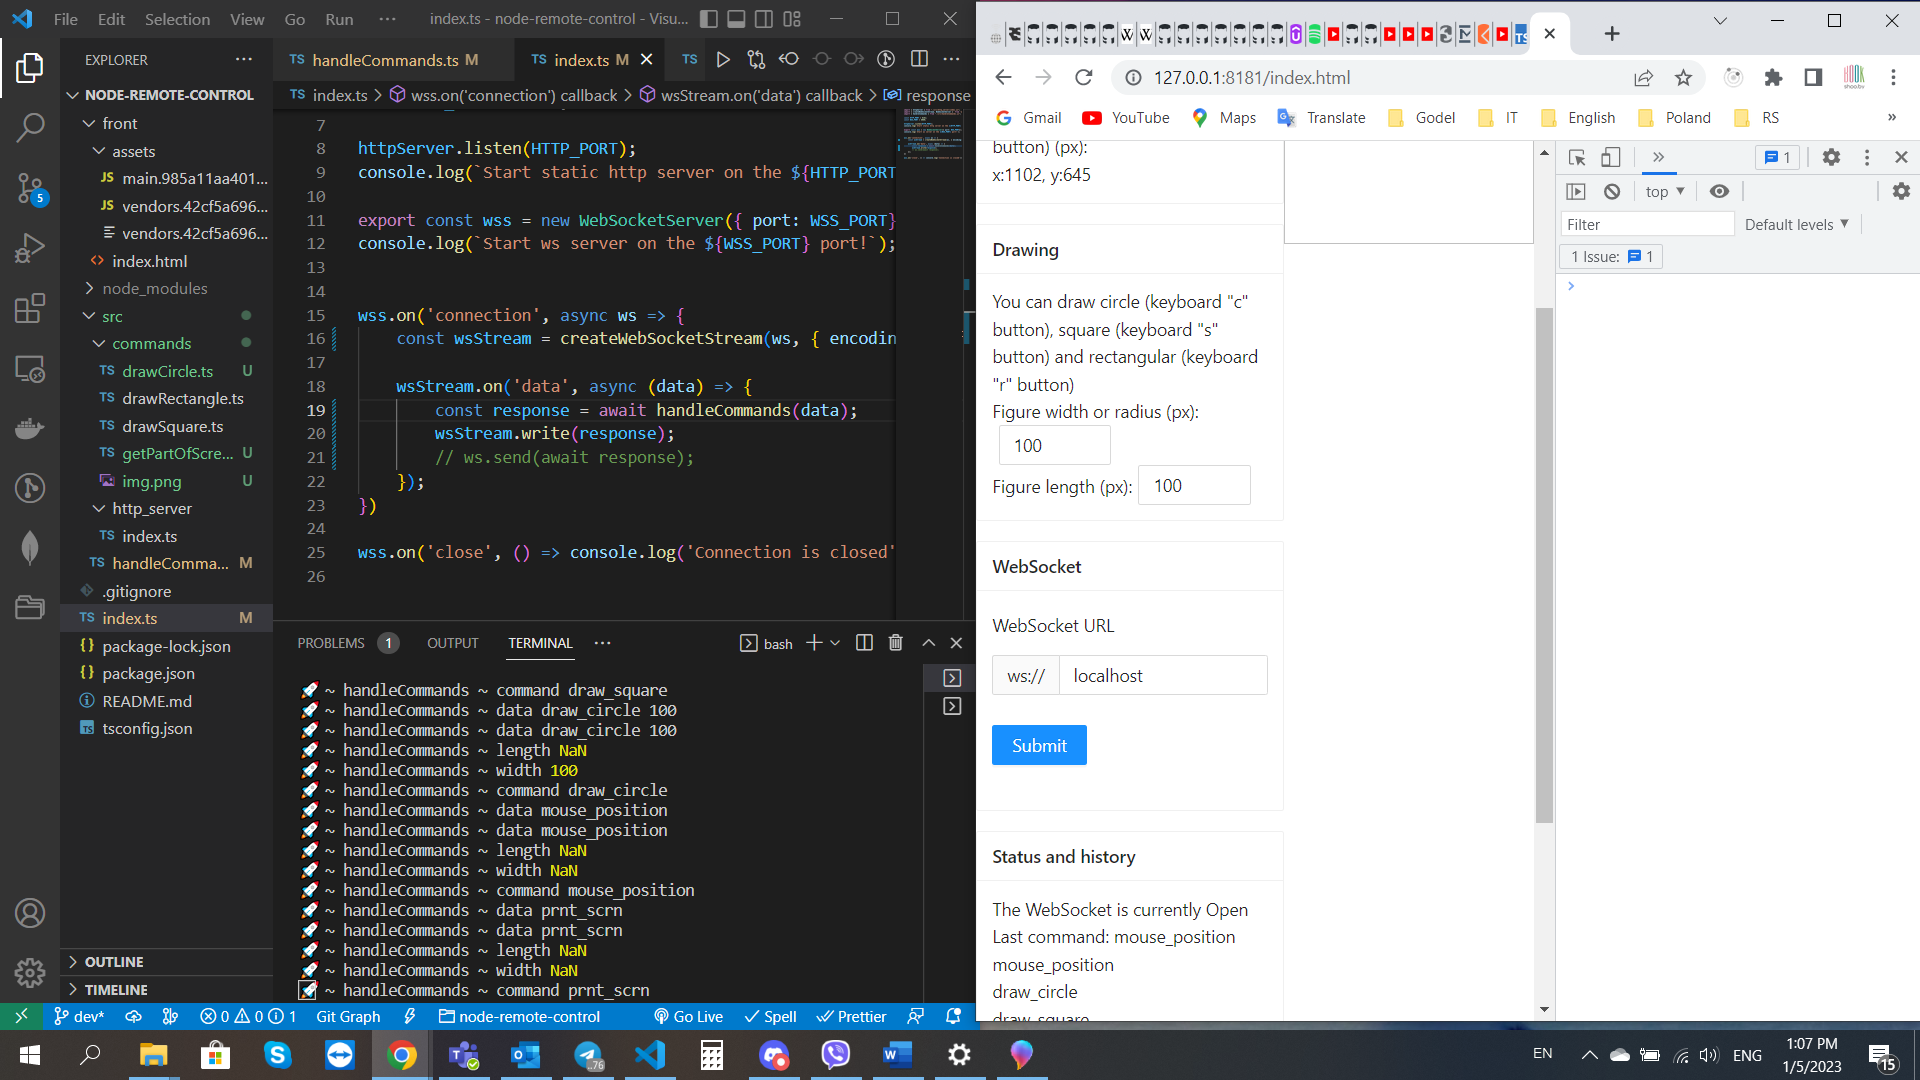 File Edit Selection View Go Run ··· index.ts - node-remote-control - Visu...
EXPLORER
NODE-REMOTE-CONTROL
front
assets
JS main.985a11aa401...
JS vendors.42cf5a696...
vendors.42cf5a696...
index.html
node_modules
src
commands
TS drawCircle.ts U
TS drawRectangle.ts
TS drawSquare.ts
TS getPartOfScre... U
img.png U
http_server
TS index.ts
TS handleComma... M
.gitignore
TS index.ts M
{} package-lock.json
{} package.json
README.md
tsconfig.json
OUTLINE
TIMELINE
5
TS handleCommands.ts M TS index.ts M TS
TS index.ts > wss.on('connection') callback > wsStream.on('data') callback > response
7
8 httpServer.listen(HTTP_PORT);
9 console.log(`Start static http server on the ${HTTP_PORT
10
11 export const wss = new WebSocketServer({ port: WSS_PORT}
12 console.log(`Start ws server on the ${WSS_PORT} port!`);
13
14
15 wss.on('connection', async ws => {
16 const wsStream = createWebSocketStream(ws, { encodin
17
18 wsStream.on('data', async (data) => {
19 const response = await handleCommands(data);
20 wsStream.write(response);
21 // ws.send(await response);
22 });
23 })
24
25 wss.on('close', () => console.log('Connection is closed'
26
PROBLEMS 1 OUTPUT TERMINAL ··· bash
🚀 ~ handleCommands ~ command draw_square
🚀 ~ handleCommands ~ data draw_circle 100
🚀 ~ handleCommands ~ data draw_circle 100
🚀 ~ handleCommands ~ length NaN
🚀 ~ handleCommands ~ width 100
🚀 ~ handleCommands ~ command draw_circle
🚀 ~ handleCommands ~ data mouse_position
🚀 ~ handleCommands ~ data mouse_position
🚀 ~ handleCommands ~ length NaN
🚀 ~ handleCommands ~ width NaN
🚀 ~ handleCommands ~ command mouse_position
🚀 ~ handleCommands ~ data prnt_scrn
🚀 ~ handleCommands ~ data prnt_scrn
🚀 ~ handleCommands ~ length NaN
🚀 ~ handleCommands ~ width NaN
🚀 ~ handleCommands ~ command prnt_scrn
dev* 0 0 1 Git Graph node-remote-control Go Live Spell Prettier
127.0.0.1:8181/index.html
Gmail YouTube Maps Translate Godel IT English Poland RS »
button) (px):
x:1102, y:645
Drawing
You can draw circle (keyboard "c"
button), square (keyboard "s"
button) and rectangular (keyboard
"r" button)
Figure width or radius (px):
100
Figure length (px): 100
WebSocket
WebSocket URL
ws:// localhost
Submit
Status and history
The WebSocket is currently Open
Last command: mouse_position
mouse_position
draw_circle
draw_square
» 1
top
Filter Default levels
1 Issue: 1
76
EN ENG
1:07 PM
1/5/2023
15